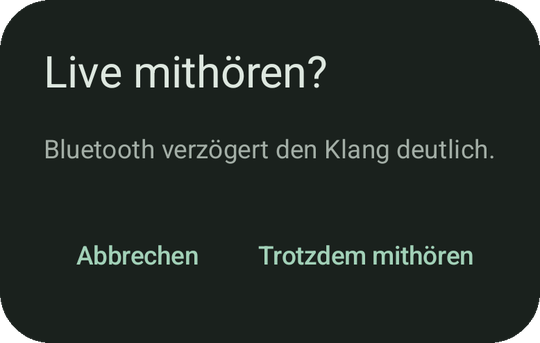 Live mithören?
Bluetooth verzögert den Klang deutlich.
Abbrechen Trotzdem mithören